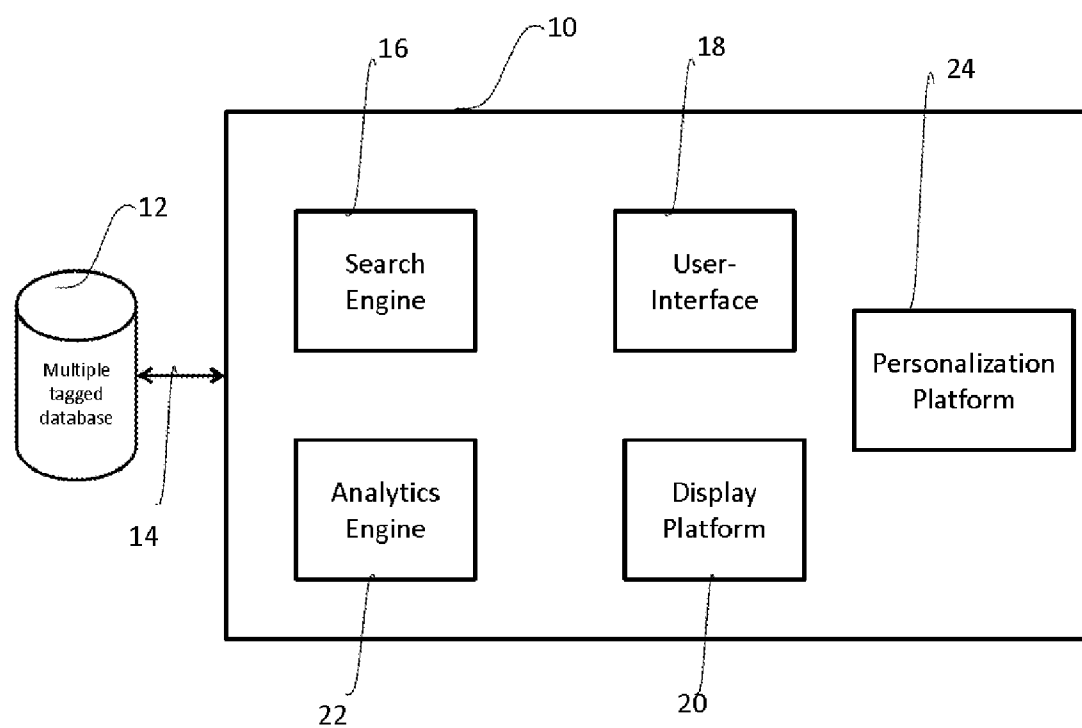 10
16
18
24
12
Search
Engine
User-
Interface
Multiple
tagged
database
Personalization
Platform
14
Analytics
Engine
Display
Platform
22
20